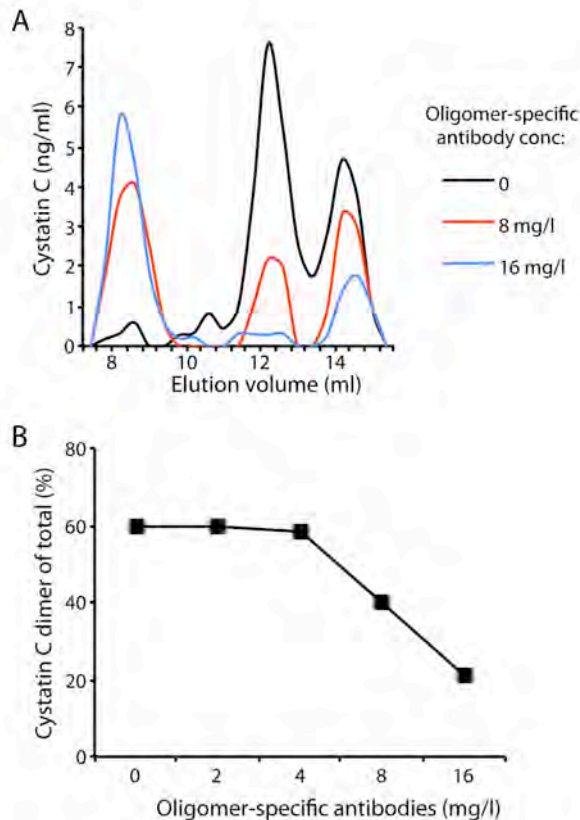 A
8
7
6
5
4
3
2
1
0
Cystatin C (ng/ml)
8 10 12 14
Elution volume (ml)
Oligomer-specific
antibody conc:
0
8 mg/l
16 mg/l
B
80
60
40
20
0
Cystatin C dimer of total (%)
0 2 4 8 16
Oligomer-specific antibodies (mg/l)